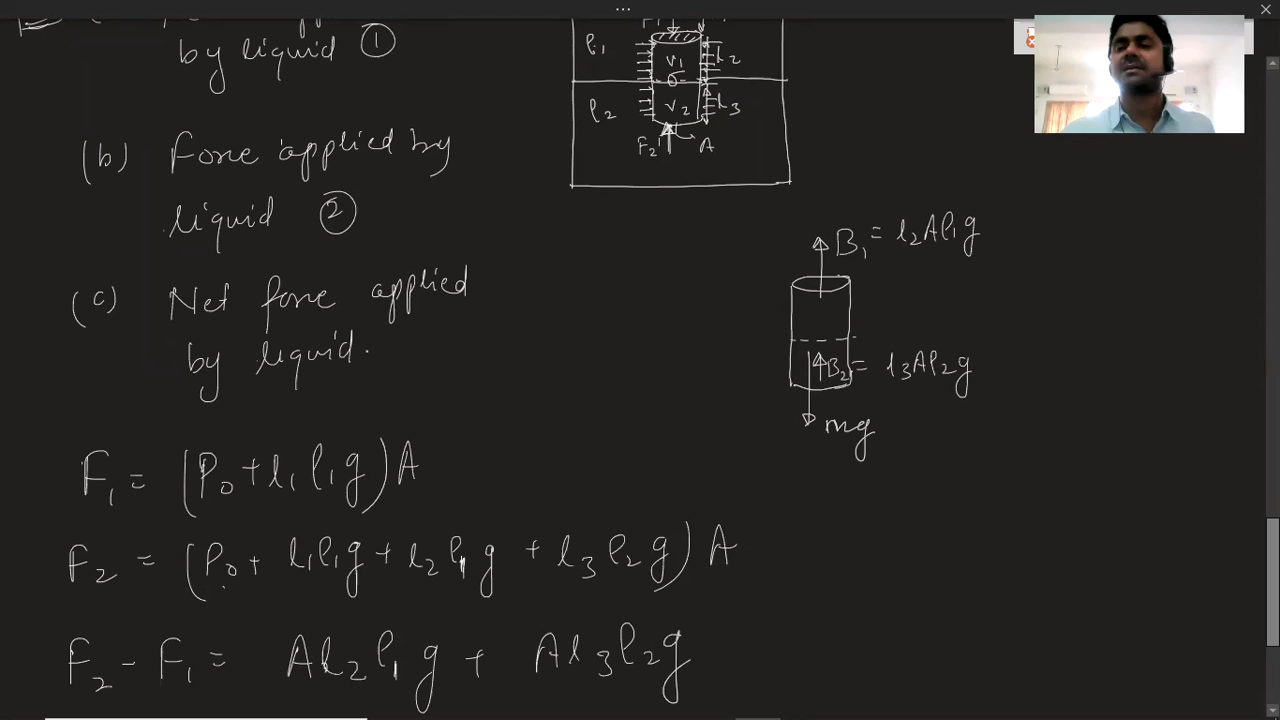 by liquid ①
(b) Force applied by
liquid ②
(c) Net force applied
by liquid.
F₁ = (P₀ + l₁ρ₁g)A
F₂ = (P₀ + l₁ρ₁g + l₂ρ₁g + l₃ρ₂g)A
F₂ - F₁ = Al₂ρ₁g + Al₃ρ₂g
ρ₁
V₁
l₂
ρ₂
V₂
l₃
F₂
A
B₁ = l₂Aρ₁g
B₂ = l₃Aρ₂g
mg